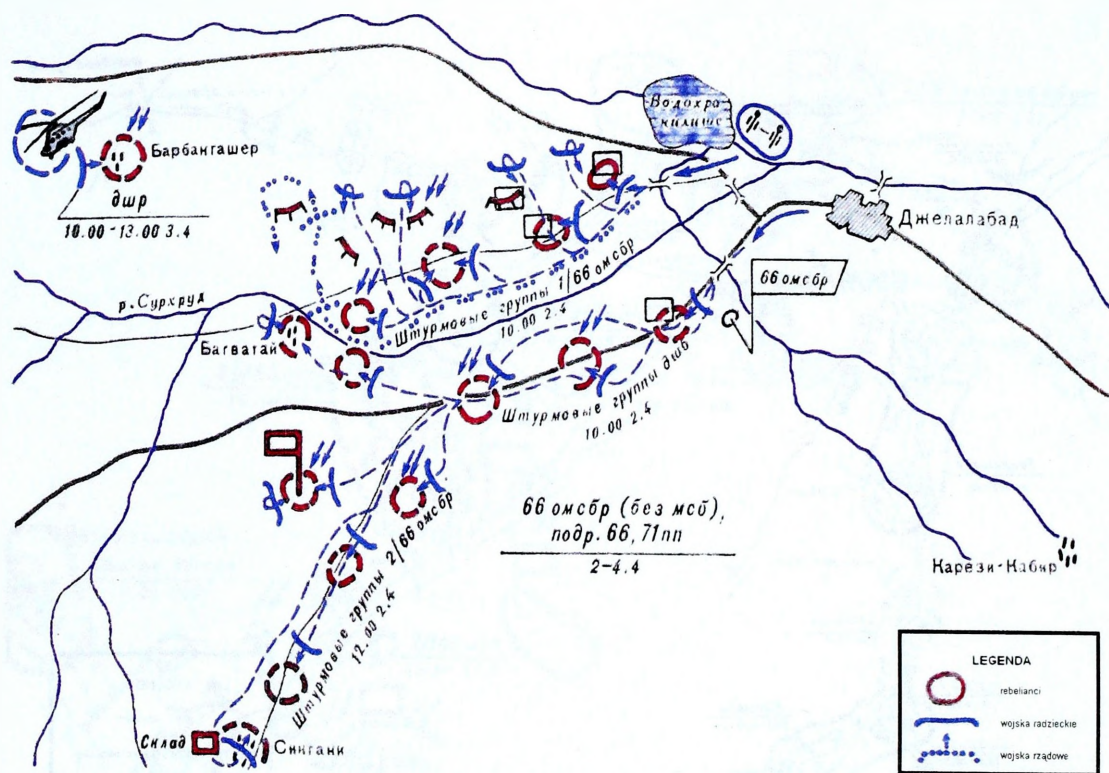 Водохранилище
Барбангашер
дшр
10.00-13.00 3.4
Джелалабад
66 омсбр
р. Сурхруд
Штурмовые группы 1/66 омсбр
10.00 2.4
Багватай
Штурмовые группы дшб
10.00 2.4
66 омсбр (без мсб),
подр. 66, 71пп
2-4.4
Штурмовые группы 2/66 омсбр
12.00 2.4
Карези-Кабир
Склад
Сингани
LEGENDA
rebelianci
wojska radzieckie
wojska rządowe